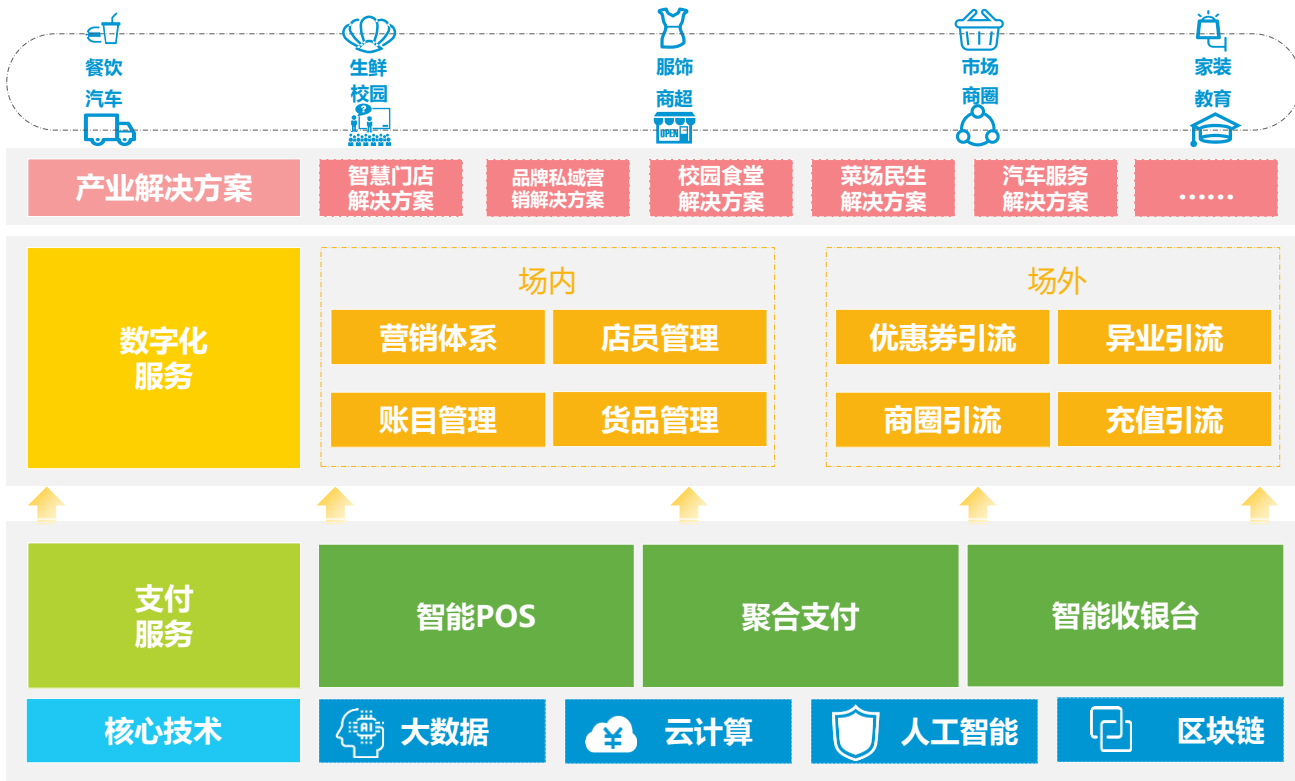 餐饮
生鲜
服饰
市场
家装
汽车
校园
商超
商圈
教育
?
OPEN
产业解决方案
智慧门店
解决方案
品牌私域营
销解决方案
校园食堂
解决方案
菜场民生
解决方案
汽车服务
解决方案
······
数字化
服务
场内
营销体系
店员管理
账目管理
货品管理
场外
优惠券引流
异业引流
商圈引流
充值引流
支付
服务
智能POS
聚合支付
智能收银台
核心技术
AI
大数据
¥
云计算
人工智能
区块链